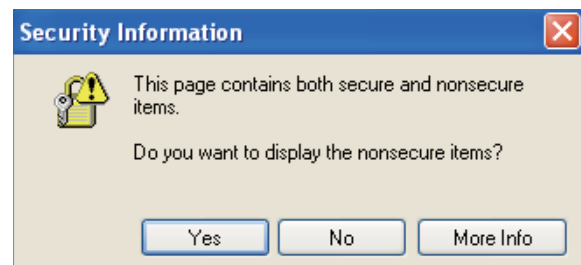 Security Information
This page contains both secure and nonsecure
items.
Do you want to display the nonsecure items?
Yes No More Info